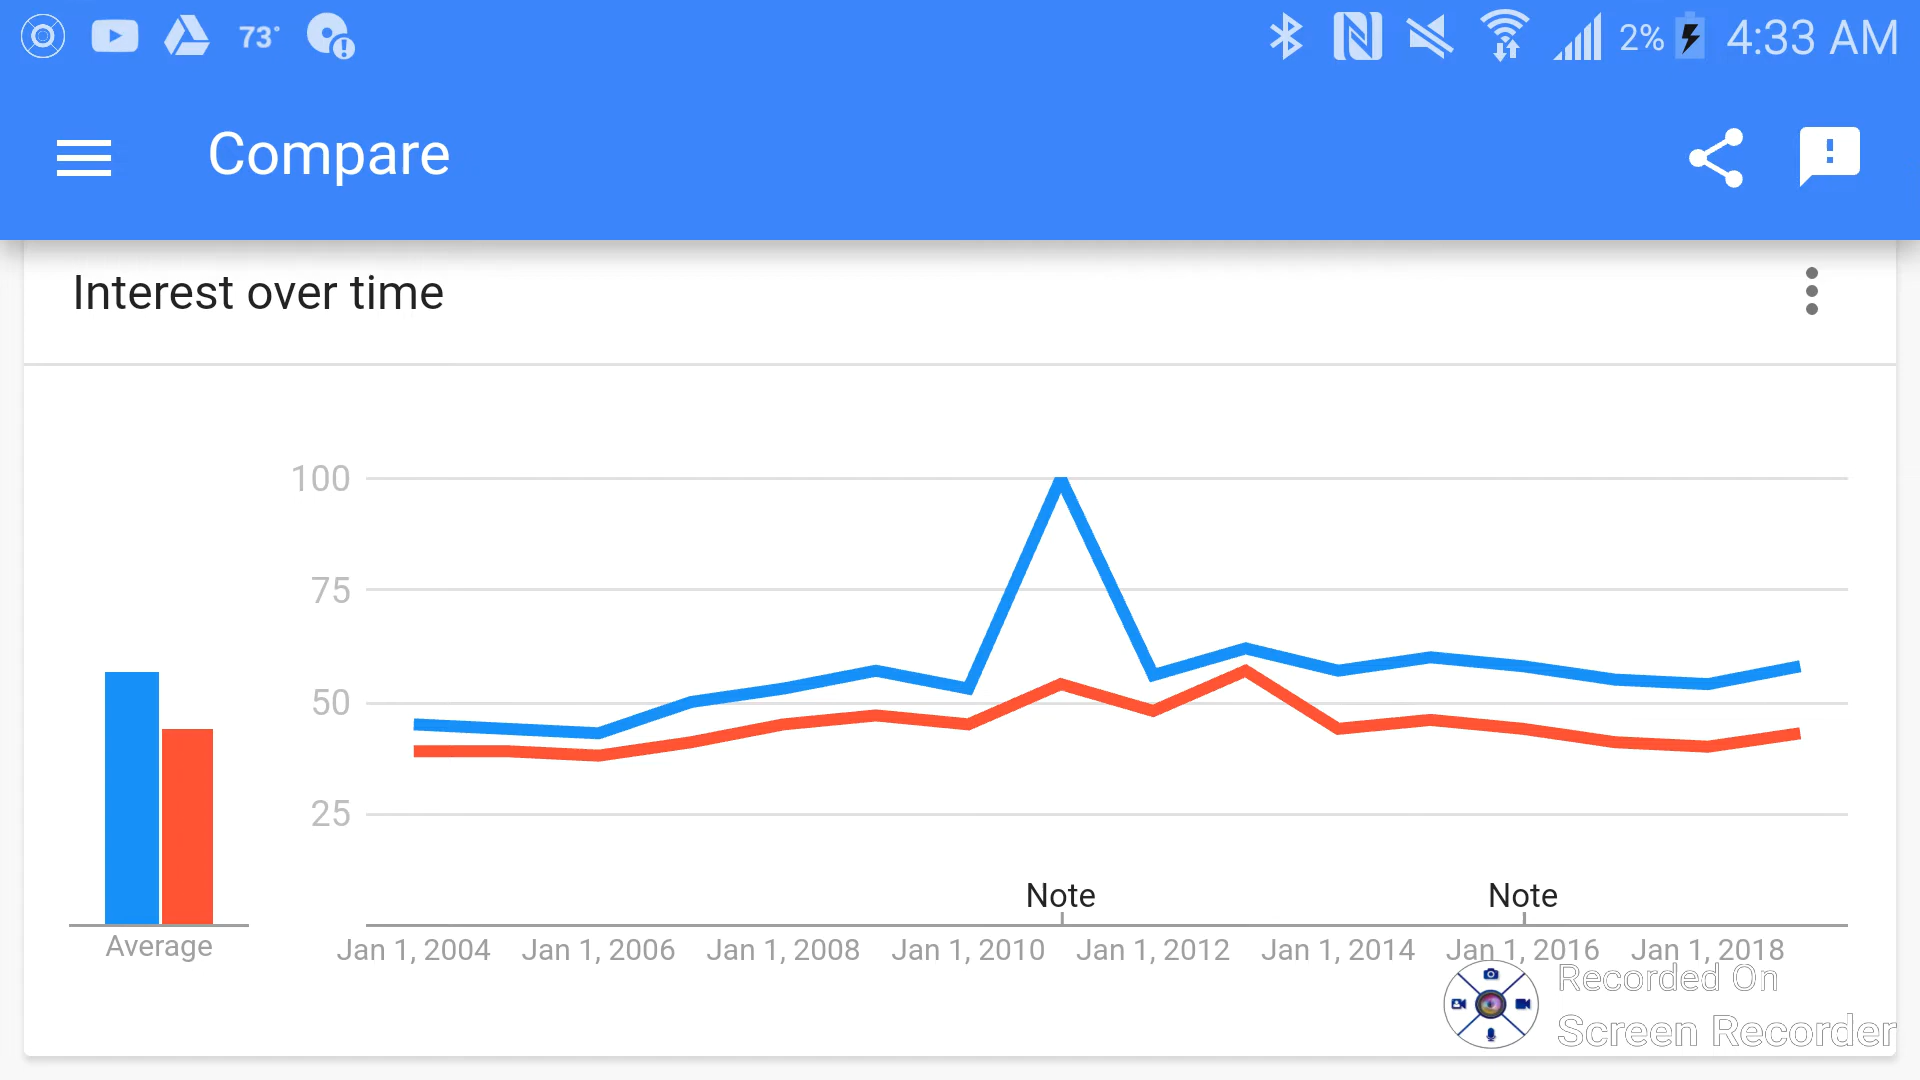 73°
2%
4:33 AM
Compare
Interest over time
100
75
50
25
Note
Note
Average
Jan 1, 2004
Jan 1, 2006
Jan 1, 2008
Jan 1, 2010
Jan 1, 2012
Jan 1, 2014
Jan 1, 2016
Jan 1, 2018
Recorded On
Screen Recorder